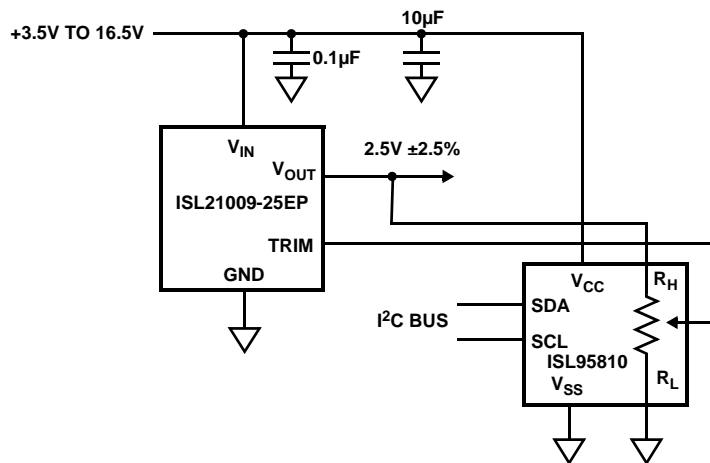 10µF
+3.5V TO 16.5V
0.1µF
VIN
2.5V ±2.5%
VOUT
ISL21009-25EP
TRIM
GND
VCC
RH
SDA
I²C BUS
SCL
ISL95810
VSS
RL